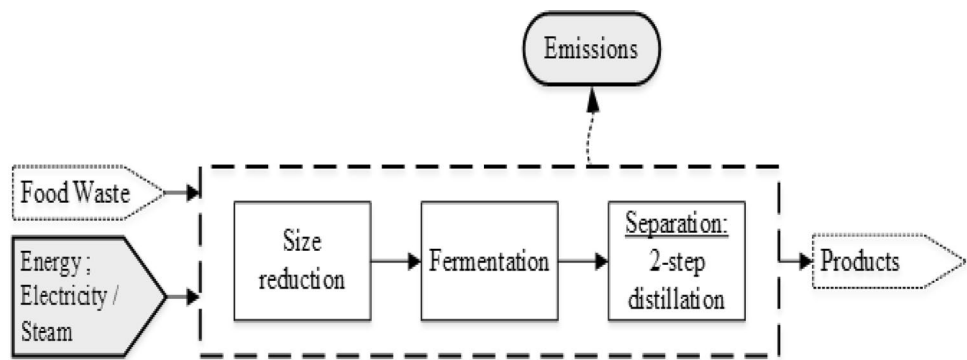 Emissions
Food Waste
Energy ;
Electricity /
Steam
Size
reduction
Fermentation
Separation:
2-step
distillation
Products